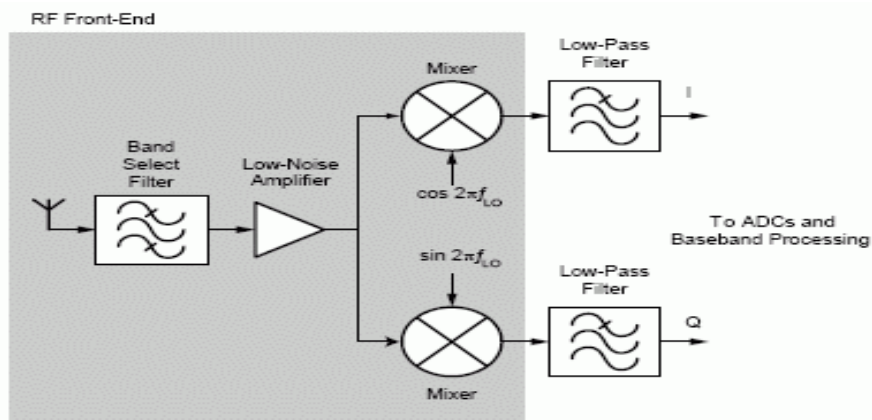 RF Front-End
Low-Pass
Filter
Mixer
I
Band
Select
Filter
Low-Noise
Amplifier
cos 2πfLO
To ADCs and
Baseband Processing
sin 2πfLO
Low-Pass
Filter
Q
Mixer